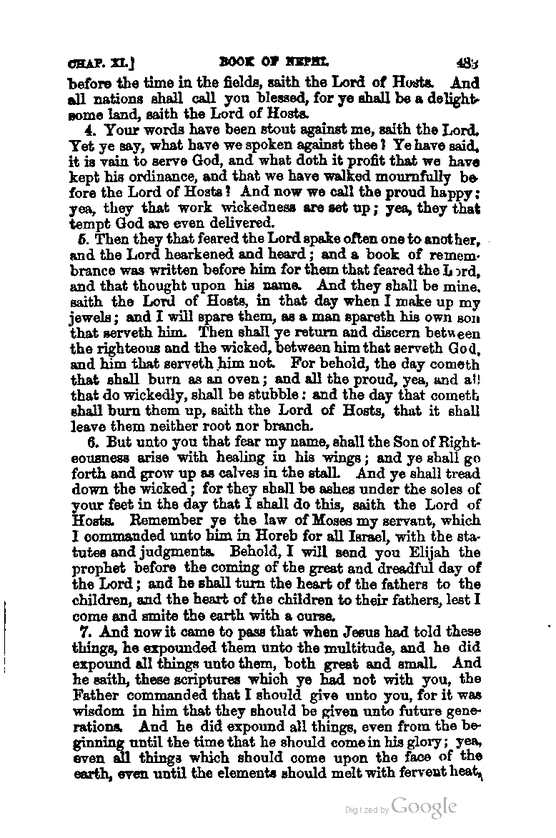 CHAP. XI.] BOOK OF NEPHI. 483
before the time in the fields, saith the Lord of Hosts. And
all nations shall call you blessed, for ye shall be a delight-
some land, saith the Lord of Hosts.
4. Your words have been stout against me, saith the Lord.
Yet ye say, what have we spoken against thee? Ye have said,
it is vain to serve God, and what doth it profit that we have
kept his ordinance, and that we have walked mournfully be-
fore the Lord of Hosts? And now we call the proud happy;
yea, they that work wickedness are set up; yea, they that
tempt God are even delivered.
5. Then they that feared the Lord spake often one to another,
and the Lord hearkened and heard; and a book of remem-
brance was written before him for them that feared the Lord,
and that thought upon his name. And they shall be mine,
saith the Lord of Hosts, in that day when I make up my
jewels; and I will spare them, as a man spareth his own son
that serveth him. Then shall ye return and discern between
the righteous and the wicked, between him that serveth God,
and him that serveth him not. For behold, the day cometh
that shall burn as an oven; and all the proud, yea, and all
that do wickedly, shall be stubble: and the day that cometh
shall burn them up, saith the Lord of Hosts, that it shall
leave them neither root nor branch.
6. But unto you that fear my name, shall the Son of Right-
eousness arise with healing in his wings; and ye shall go
forth and grow up as calves in the stall. And ye shall tread
down the wicked; for they shall be ashes under the soles of
your feet in the day that I shall do this, saith the Lord of
Hosts. Remember ye the law of Moses my servant, which
I commanded unto him in Horeb for all Israel, with the sta-
tutes and judgments. Behold, I will send you Elijah the
prophet before the coming of the great and dreadful day of
the Lord; and he shall turn the heart of the fathers to the
children, and the heart of the children to their fathers, lest I
come and smite the earth with a curse.
7. And now it came to pass that when Jesus had told these
things, he expounded them unto the multitude, and he did
expound all things unto them, both great and small. And
he saith, these scriptures which ye had not with you, the
Father commanded that I should give unto you, for it was
wisdom in him that they should be given unto future gene-
rations. And he did expound all things, even from the be-
ginning until the time that he should come in his glory; yea,
even all things which should come upon the face of the
earth, even until the elements should melt with fervent heat,
Digitized by Google